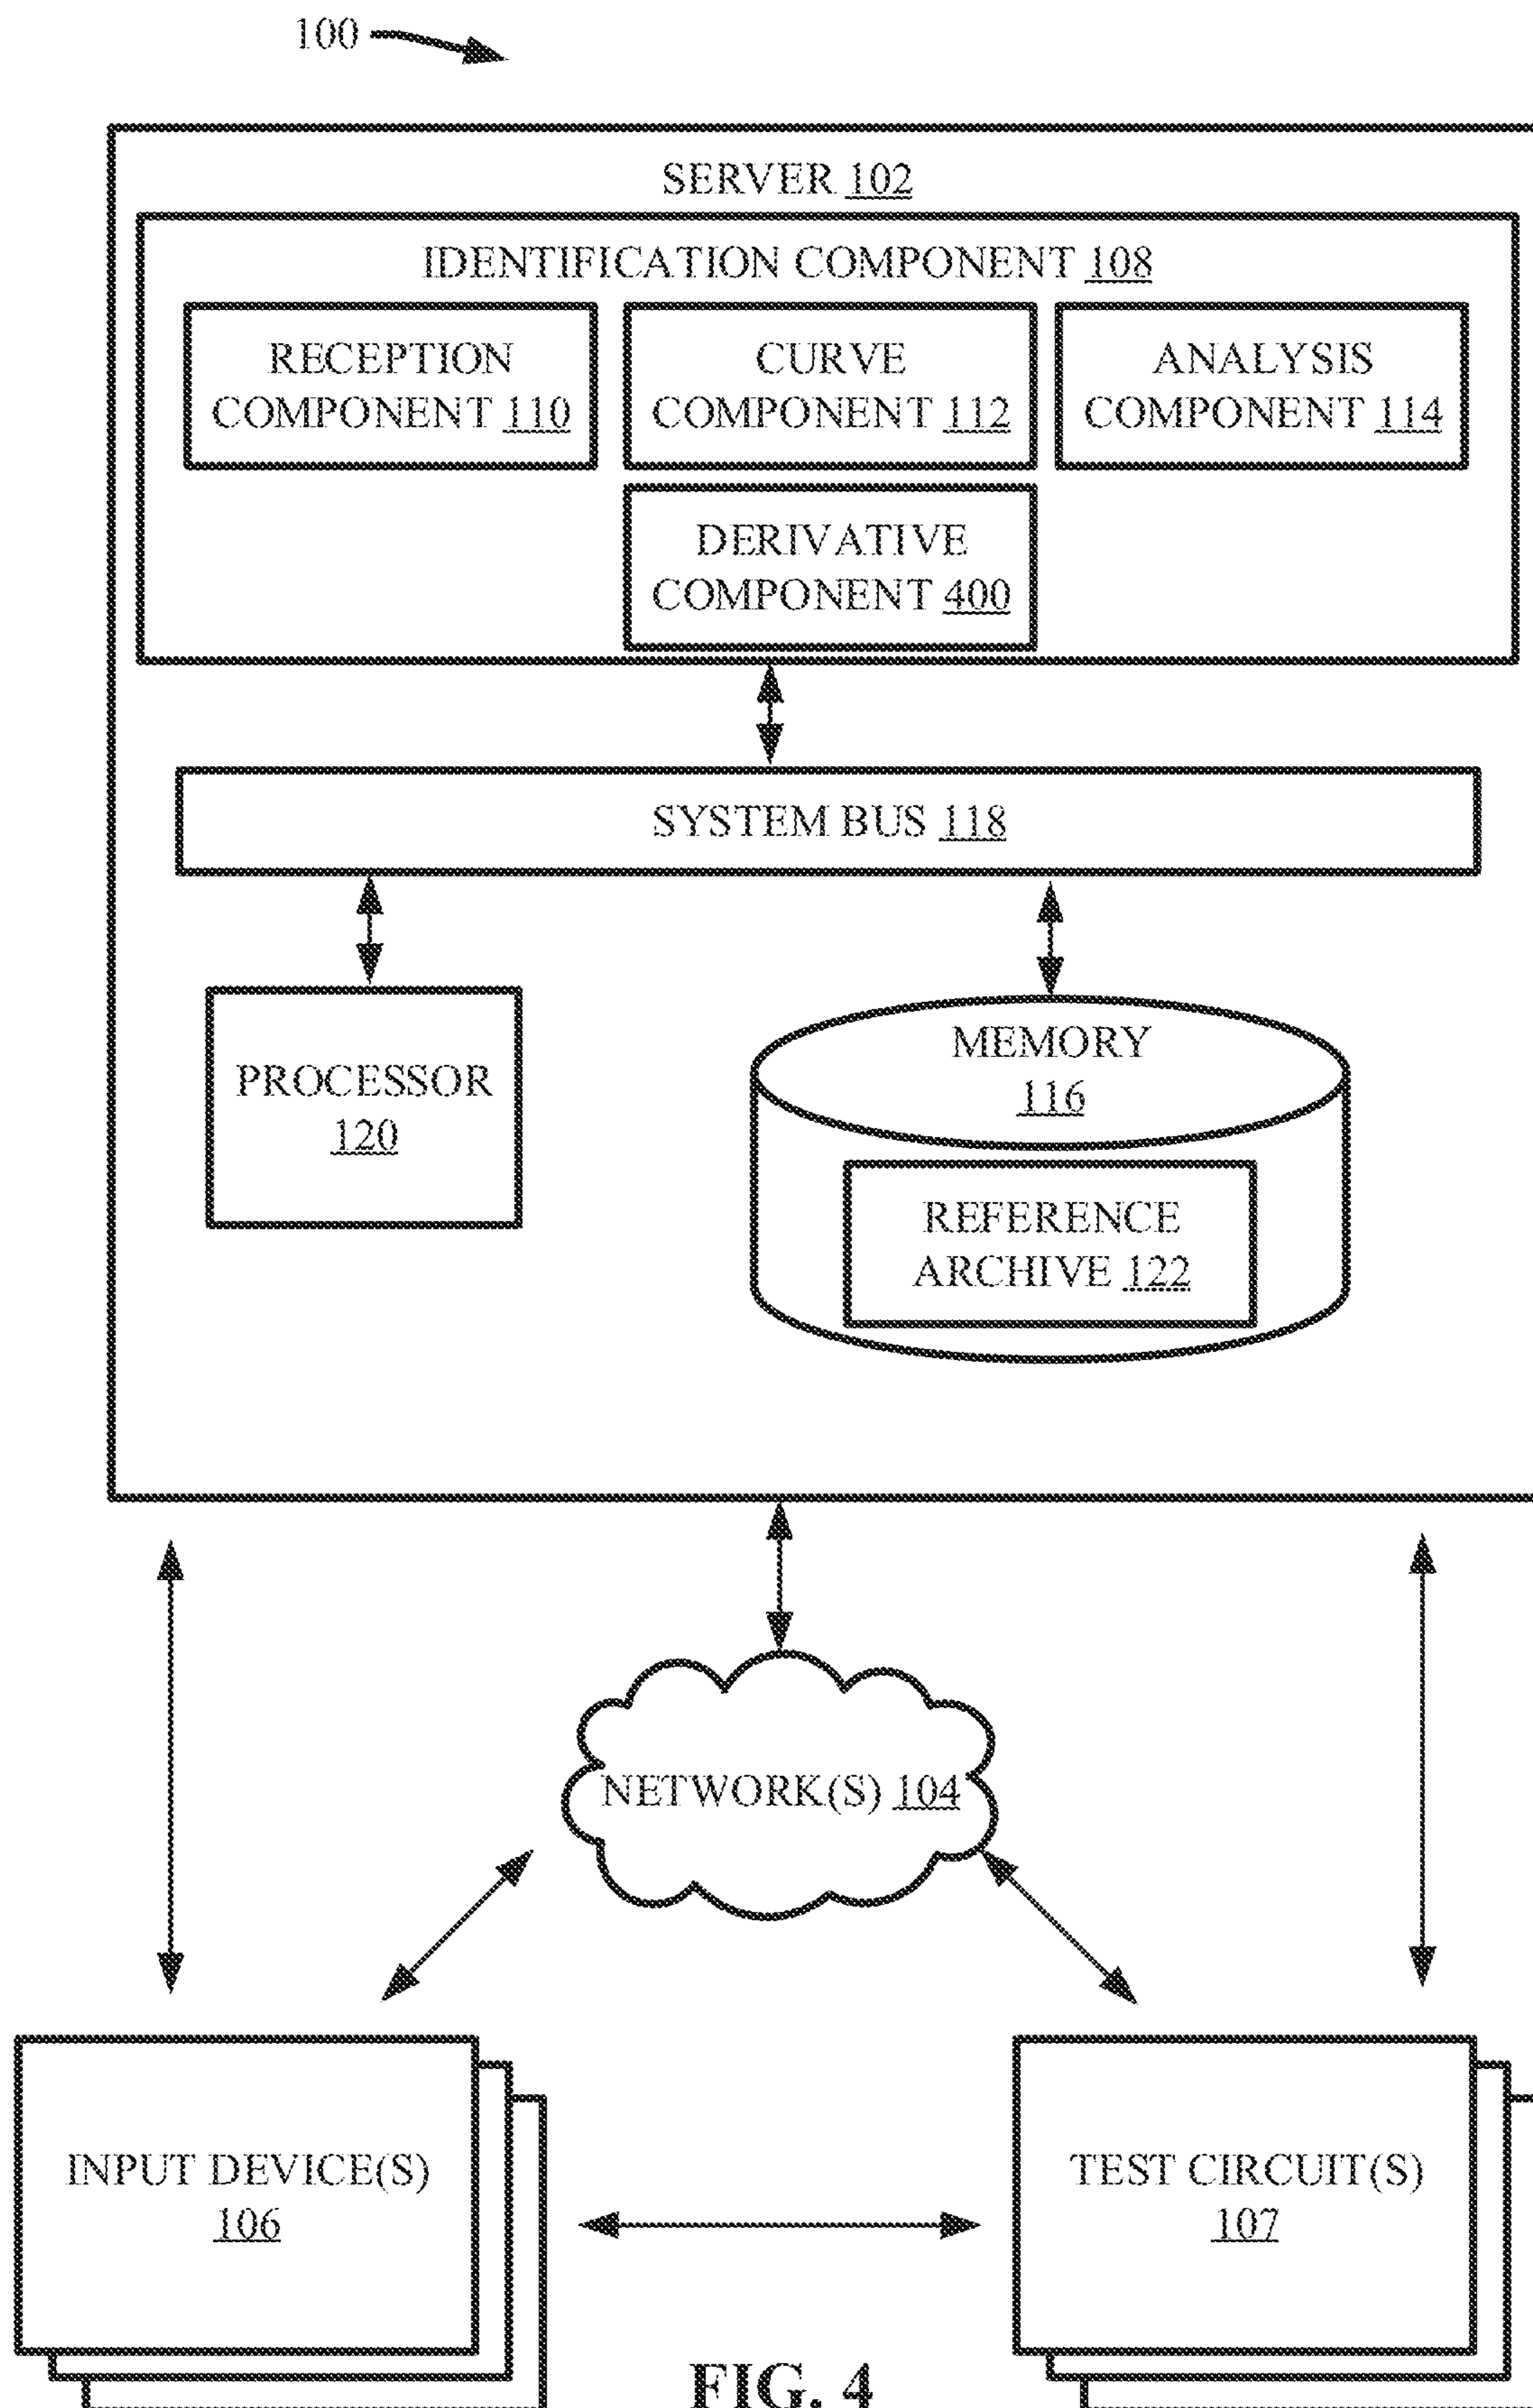 100
SERVER 102
IDENTIFICATION COMPONENT 108
RECEPTION
COMPONENT 110
CURVE
COMPONENT 112
ANALYSIS
COMPONENT 114
DERIVATIVE
COMPONENT 400
SYSTEM BUS 118
PROCESSOR
120
MEMORY
116
REFERENCE
ARCHIVE 122
NETWORK(S) 104
INPUT DEVICE(S)
106
TEST CIRCUIT(S)
107
FIG. 4